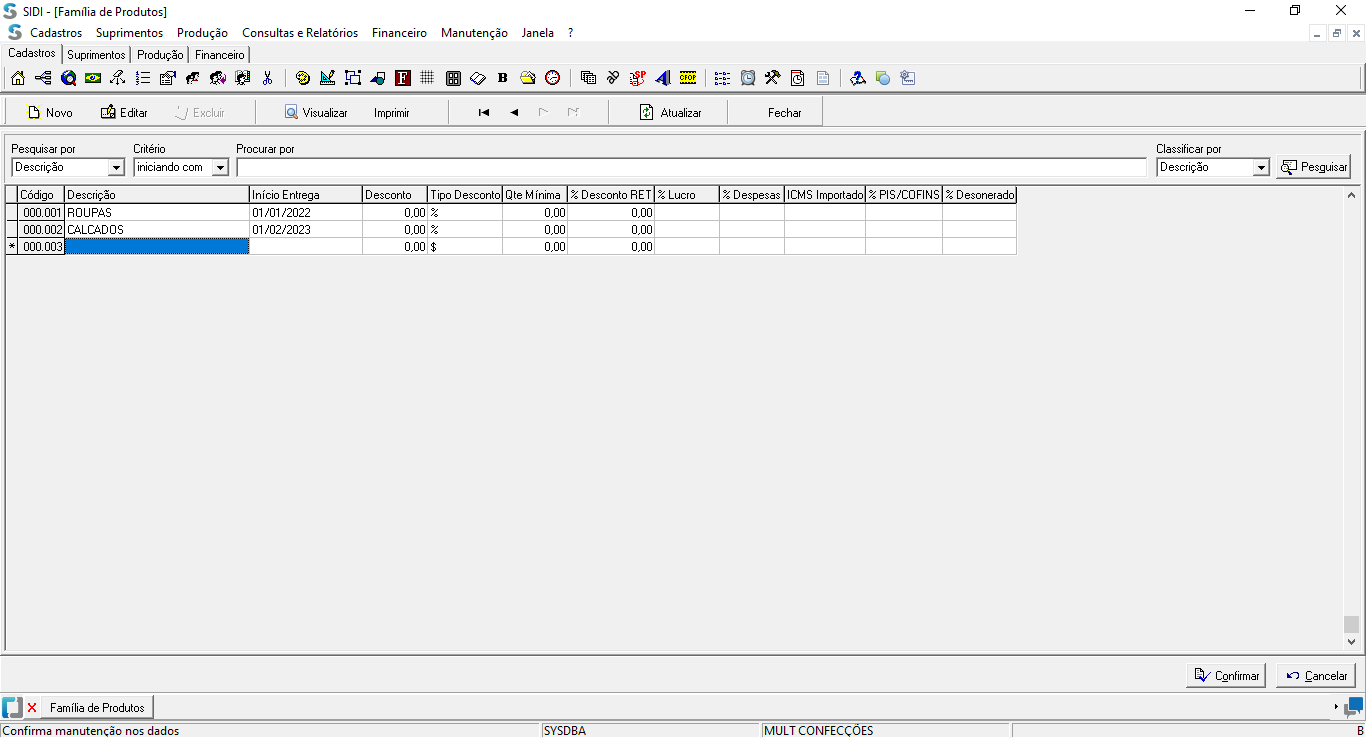 SIDI - [Família de Produtos]
Cadastros Suprimentos Produção Consultas e Relatórios Financeiro Manutenção Janela ?
Cadastros Suprimentos Produção Financeiro
F B SP CFOP
Novo Editar Excluir Visualizar Imprimir Atualizar Fechar
Pesquisar por Critério Procurar por Classificar por
Descrição iniciando com Descrição Pesquisar
Código Descrição Início Entrega Desconto Tipo Desconto Qte Mínima % Desconto RET % Lucro % Despesas ICMS Importado % PIS/COFINS % Desonerado
000.001 ROUPAS 01/01/2022 0,00 % 0,00 0,00
000.002 CALCADOS 01/02/2023 0,00 % 0,00 0,00
* 000.003 0,00 $ 0,00 0,00
Confirmar Cancelar
Família de Produtos
Confirma manutenção nos dados SYSDBA MULT CONFECÇÕES B